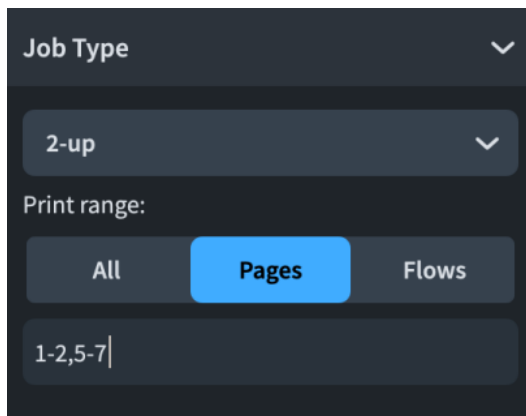 Job Type
2-up
Print range:
All Pages Flows
1-2,5-7